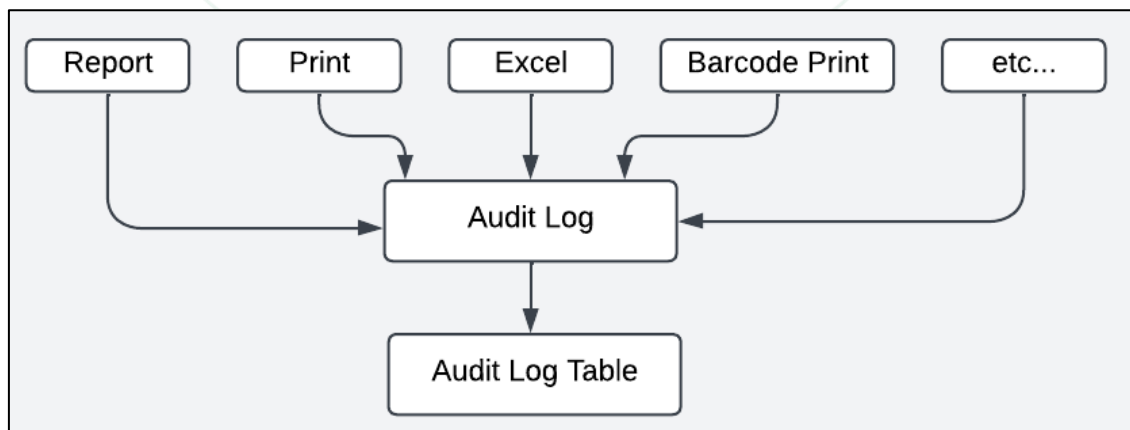 Report
Print
Excel
Barcode Print
etc...
Audit Log
Audit Log Table